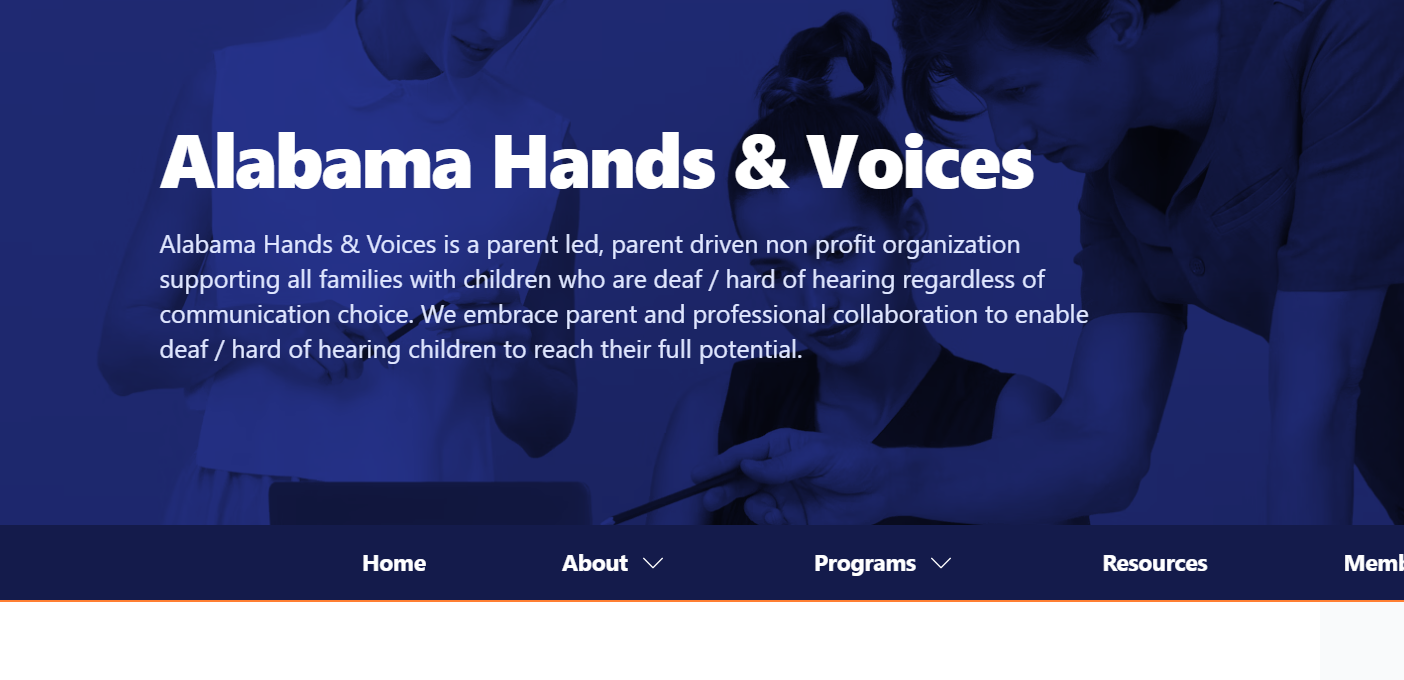 Alabama Hands & Voices
Alabama Hands & Voices is a parent led, parent driven non profit organization
supporting all families with children who are deaf / hard of hearing regardless of
communication choice. We embrace parent and professional collaboration to enable
deaf / hard of hearing children to reach their full potential.
Home About Programs Resources